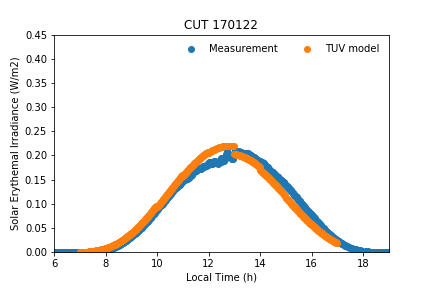 CUT 170122
Measurement
TUV model
Solar Erythemal Irradiance (W/m2)
0.45
0.40
0.35
0.30
0.25
0.20
0.15
0.10
0.05
0.00
6 8 10 12 14 16 18
Local Time (h)